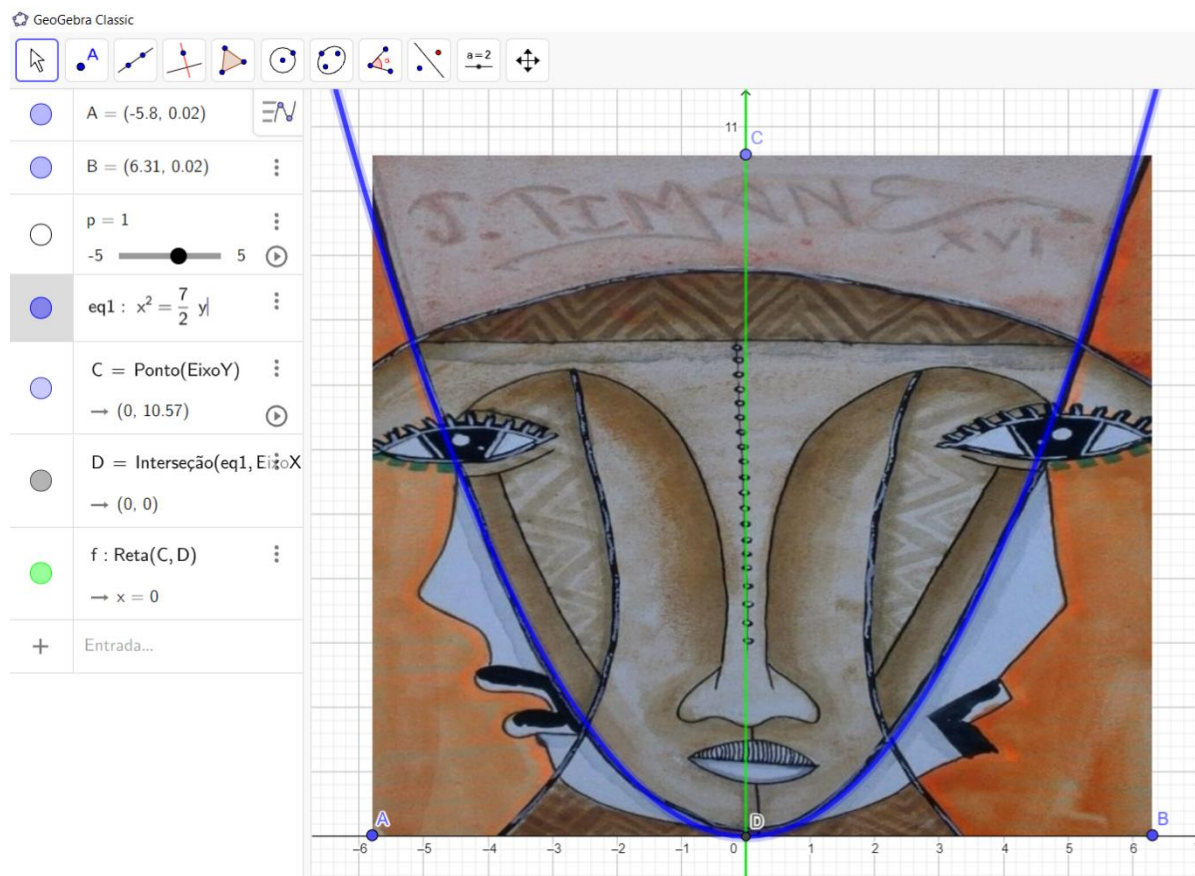 GeoGebra Classic
A
a = 2
A = (-5.8, 0.02)
B = (6.31, 0.02)
p = 1
-5 5
eq1 : x² = 7/2 y
C = Ponto(EixoY)
→ (0, 10.57)
D = Interseção(eq1, EixoX
→ (0, 0)
f : Reta(C, D)
→ x = 0
+ Entrada...
11
C
A
D
B
−6 −5 −4 −3 −2 −1 0 1 2 3 4 5 6